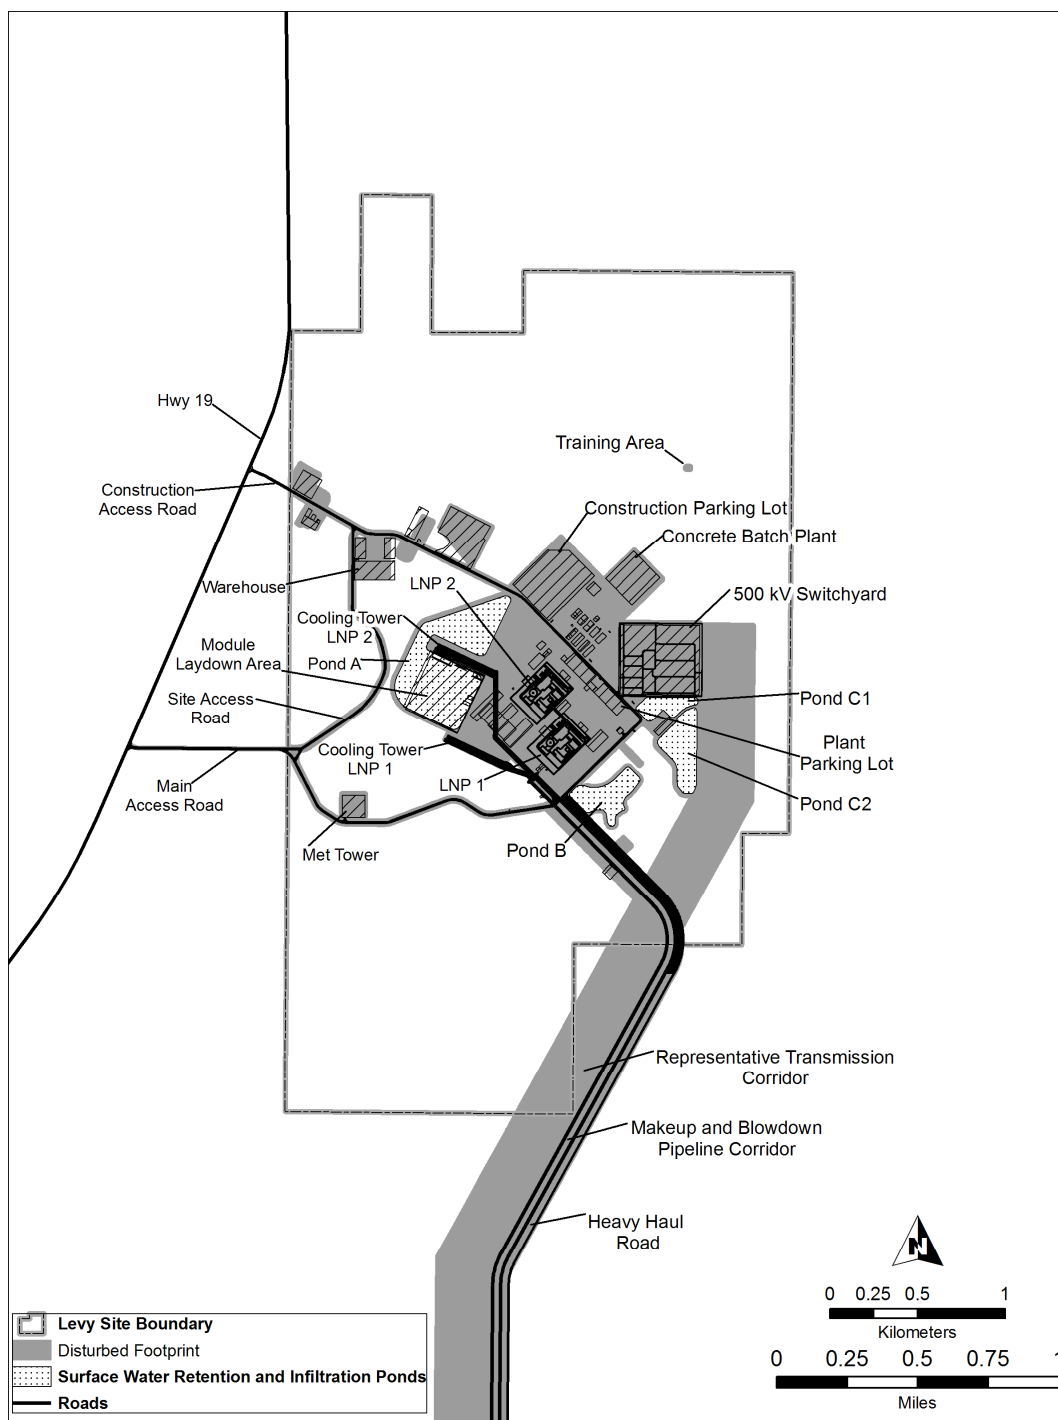 Hwy 19
Training Area
Construction
Access Road
Construction Parking Lot
Concrete Batch Plant
LNP 2
Warehouse
500 kV Switchyard
Cooling Tower
LNP 2
Module
Laydown Area
Pond A
Site Access
Road
Pond C1
Plant
Parking Lot
Cooling Tower
LNP 1
LNP 1
Main
Access Road
Pond C2
Met Tower
Pond B
Representative Transmission
Corridor
Makeup and Blowdown
Pipeline Corridor
Heavy Haul
Road
N
0 0.25 0.5 1
Kilometers
0 0.25 0.5 0.75 1
Miles
Levy Site Boundary
Disturbed Footprint
Surface Water Retention and Infiltration Ponds
Roads